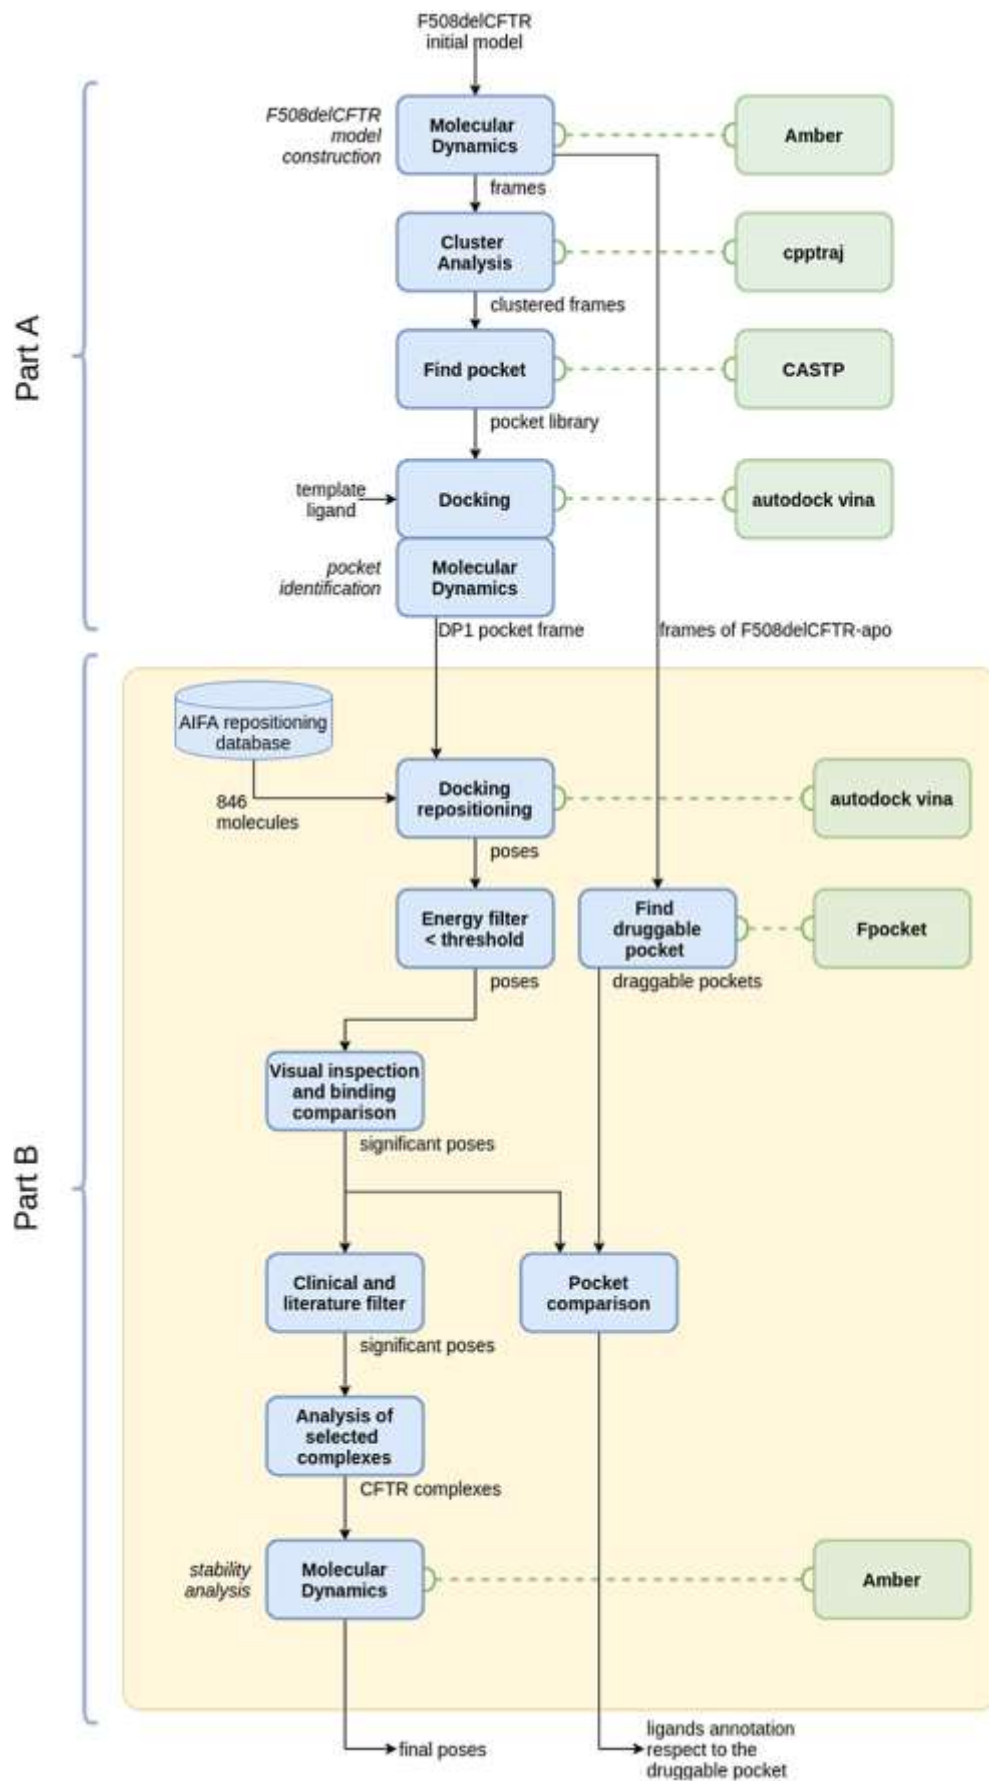 F508delCFTR
initial model
F508delCFTR
model
construction
Molecular
Dynamics
Amber
frames
Cluster
Analysis
cpptraj
clustered frames
Find pocket
CASTP
pocket library
template
ligand
Docking
autodock vina
pocket
identification
Molecular
Dynamics
Part A
DP1 pocket frame
frames of F508delCFTR-apo
AIFA repositioning
database
846
molecules
Docking
repositioning
autodock vina
poses
Energy filter
< threshold
Find
druggable
pocket
Fpocket
poses
draggable pockets
Visual inspection
and binding
comparison
significant poses
Part B
Clinical and
literature filter
Pocket
comparison
significant poses
Analysis of
selected
complexes
CFTR complexes
stability
analysis
Molecular
Dynamics
Amber
final poses
ligands annotation
respect to the
druggable pocket